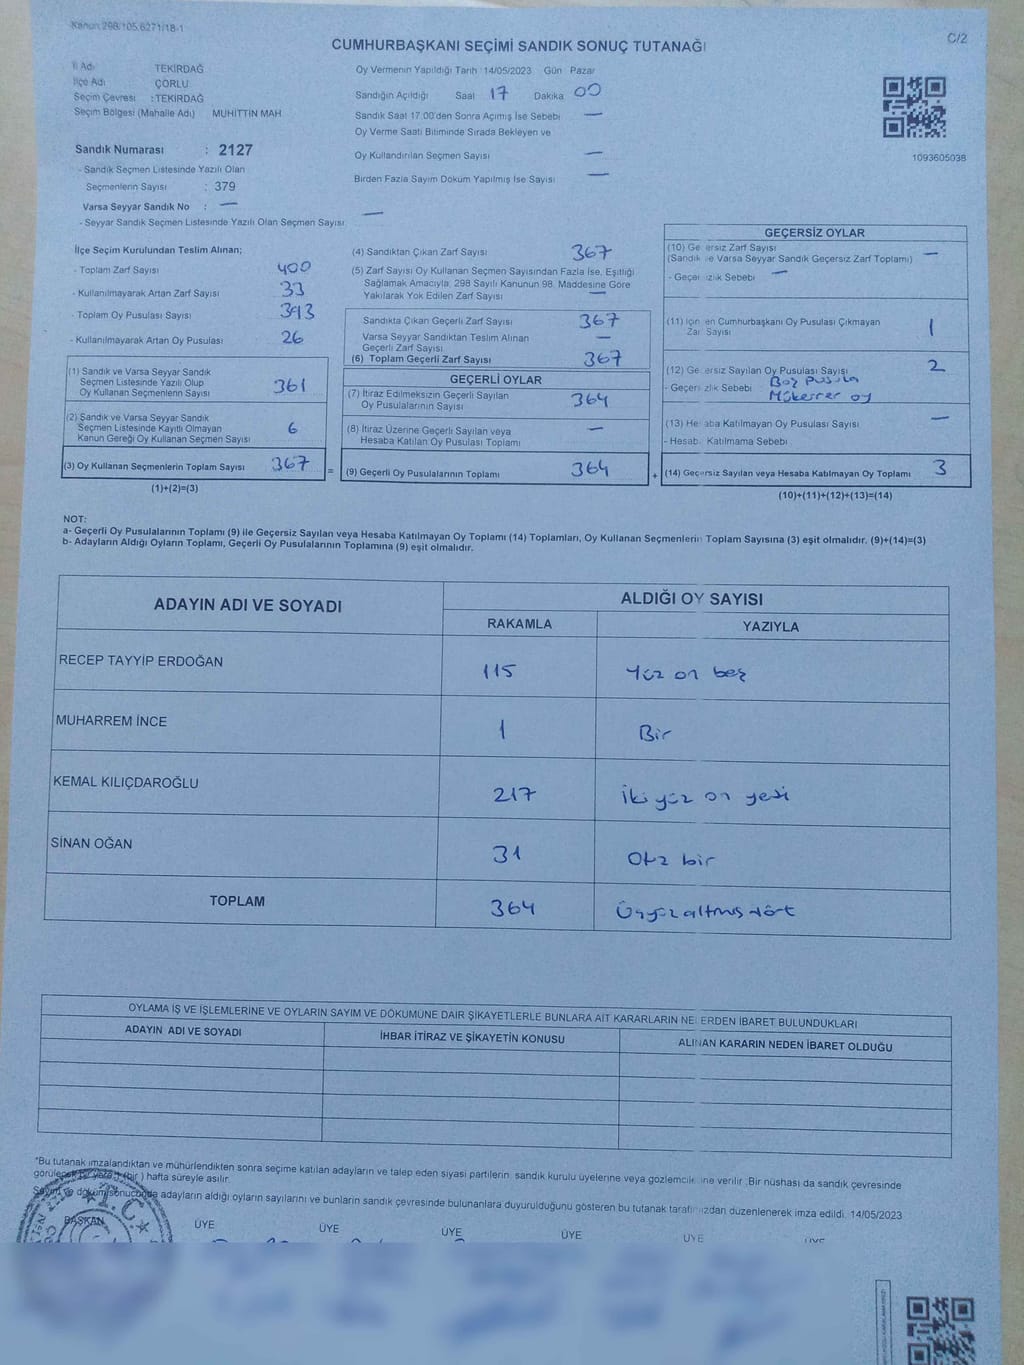 Kanun 298/105,6271/18-1
C/2
CUMHURBAŞKANI SEÇİMİ SANDIK SONUÇ TUTANAĞI
İl Adı TEKİRDAĞ
İlçe Adı ÇORLU
Seçim Çevresi : TEKİRDAĞ
Seçim Bölgesi (Mahalle Adı) MUHİTTİN MAH
Sandık Numarası : 2127
- Sandık Seçmen Listesinde Yazılı Olan
Seçmenlerin Sayısı : 379
Varsa Seyyar Sandık No : —
- Seyyar Sandık Seçmen Listesinde Yazılı Olan Seçmen Sayısı —
Oy Vermenin Yapıldığı Tarih 14/05/2023 Gün Pazar
Sandığın Açıldığı Saat 17 Dakika 00
Sandık Saat 17.00'den Sonra Açımış İse Sebebi —
Oy Verme Saati Bitiminde Sırada Bekleyen ve
Oy Kullandırılan Seçmen Sayısı —
Birden Fazla Sayım Döküm Yapılmış İse Sayısı —
1093605038
İlçe Seçim Kurulundan Teslim Alınan;
- Toplam Zarf Sayısı 400
- Kullanılmayarak Artan Zarf Sayısı 33
- Toplam Oy Pusulası Sayısı 393
- Kullanılmayarak Artan Oy Pusulası 26
(1) Sandık ve Varsa Seyyar Sandık
Seçmen Listesinde Yazılı Olup
Oy Kullanan Seçmenlerin Sayısı 361
(2) Sandık ve Varsa Seyyar Sandık
Seçmen Listesinde Kayıtlı Olmayan
Kanun Gereği Oy Kullanan Seçmen Sayısı 6
(3) Oy Kullanan Seçmenlerin Toplam Sayısı 367
(1)+(2)=(3)
=
(4) Sandıktan Çıkan Zarf Sayısı 367
(5) Zarf Sayısı Oy Kullanan Seçmen Sayısından Fazla İse, Eşitliği
Sağlamak Amacıyla, 298 Sayılı Kanunun 98. Maddesine Göre
Yakılarak Yok Edilen Zarf Sayısı —
Sandıkta Çıkan Geçerli Zarf Sayısı 367
Varsa Seyyar Sandıktan Teslim Alınan
Geçerli Zarf Sayısı —
(6) Toplam Geçerli Zarf Sayısı 367
GEÇERLİ OYLAR
(7) İtiraz Edilmeksizin Geçerli Sayılan
Oy Pusulalarının Sayısı 364
(8) İtiraz Üzerine Geçerli Sayılan veya
Hesaba Katılan Oy Pusulası Toplamı —
(9) Geçerli Oy Pusulalarının Toplamı 364
+
GEÇERSİZ OYLAR
(10) Ge ersiz Zarf Sayısı
(Sandık ve Varsa Seyyar Sandık Geçersiz Zarf Toplamı) —
- Geçer izlik Sebebi —
(11) İçin en Cumhurbaşkanı Oy Pusulası Çıkmayan
Zar Sayısı 1
(12) Ge ersiz Sayılan Oy Pusulası Sayısı 2
- Geçer zlik Sebebi Boş pusula
Mükerrer oy
(13) He aba Katılmayan Oy Pusulası Sayısı —
- Hesab Katılmama Sebebi
(14) Geçersiz Sayılan veya Hesaba Katılmayan Oy Toplamı 3
(10)+(11)+(12)+(13)=(14)
NOT:
a- Geçerli Oy Pusulalarının Toplamı (9) ile Geçersiz Sayılan veya Hesaba Katılmayan Oy Toplamı (14) Toplamları, Oy Kullanan Seçmenlerin Toplam Sayısına (3) eşit olmalıdır. (9)+(14)=(3)
b- Adayların Aldığı Oyların Toplamı, Geçerli Oy Pusulalarının Toplamına (9) eşit olmalıdır.
ADAYIN ADI VE SOYADI
ALDIĞI OY SAYISI
RAKAMLA YAZIYLA
RECEP TAYYİP ERDOĞAN 115 Yüz on beş
MUHARREM İNCE 1 Bir
KEMAL KILIÇDAROĞLU 217 İki yüz on yedi
SİNAN OĞAN 31 Otz bir
TOPLAM 364 Üçyüzaltmışdört
OYLAMA İŞ VE İŞLEMLERİNE VE OYLARIN SAYIM VE DÖKÜMÜNE DAİR ŞİKAYETLERLE BUNLARA AİT KARARLARIN NELERDEN İBARET BULUNDUKLARI
ADAYIN ADI VE SOYADI İHBAR İTİRAZ VE ŞİKAYETİN KONUSU ALINAN KARARIN NEDEN İBARET OLDUĞU
*Bu tutanak imzalandıktan ve mühürlendikten sonra seçime katılan adayların ve talep eden siyasi partilerin, sandık kurulu üyelerine veya gözlemcile ine verilir. Bir nüshası da sandık çevresinde
görülecek bir yere 1 (bir ) hafta süreyle asılır.
Sayım ve döküm sonucunda adayların aldığı oyların sayılarını ve bunların sandık çevresinde bulunanlara duyurulduğunu gösteren bu tutanak taraf ızdan düzenlenerek imza edildi. 14/05/2023
BAŞKAN ÜYE ÜYE ÜYE ÜYE ÜYE ÜYE
T.C.